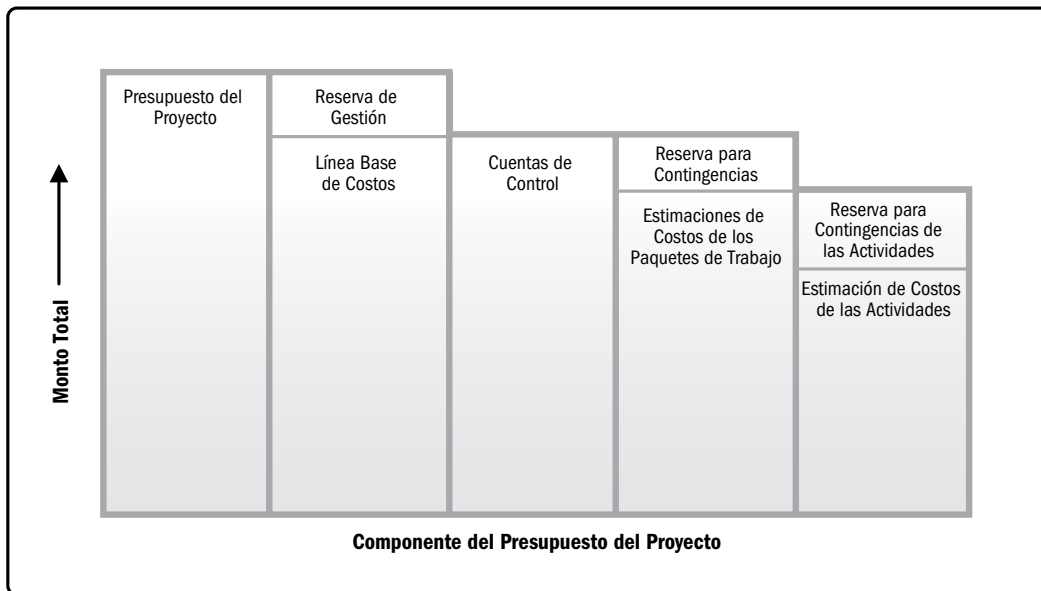 Presupuesto del
Proyecto
Reserva de
Gestión
Línea Base
de Costos
Cuentas de
Control
Reserva para
Contingencias
Estimaciones de
Costos de los
Paquetes de Trabajo
Reserva para
Contingencias de
las Actividades
Estimación de Costos
de las Actividades
Monto Total
Componente del Presupuesto del Proyecto